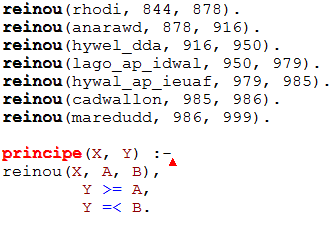 reinou(rhodi, 844, 878).
reinou(anarawd, 878, 916).
reinou(hywel_dda, 916, 950).
reinou(lago_ap_idwal, 950, 979).
reinou(hywal_ap_ieuaf, 979, 985).
reinou(cadwallon, 985, 986).
reinou(maredudd, 986, 999).
principe(X, Y) :-
reinou(X, A, B),
Y >= A,
Y =< B.